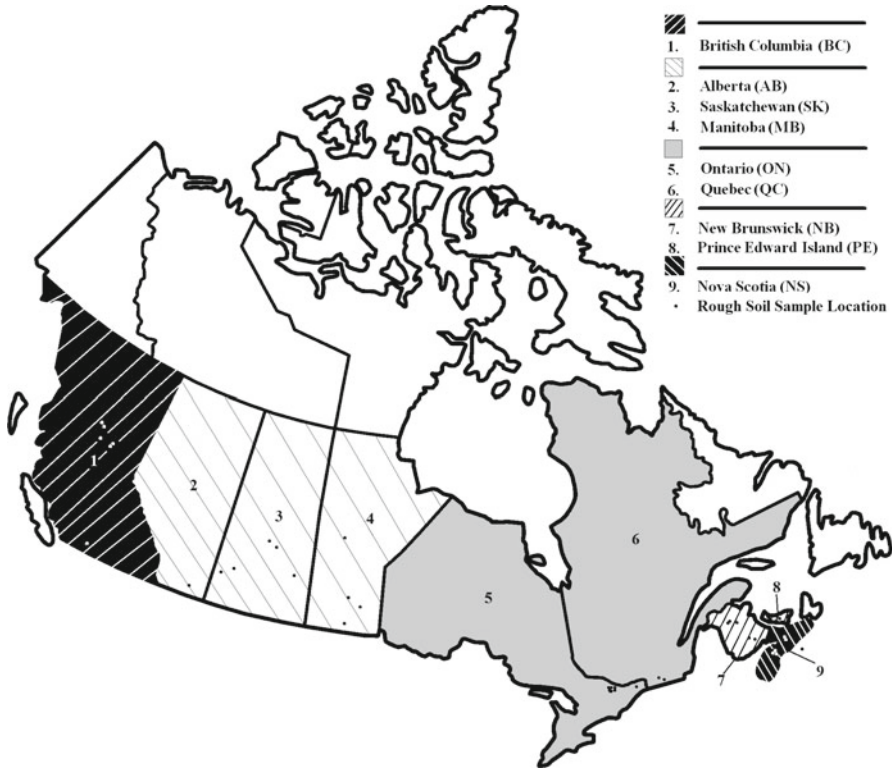 1. British Columbia (BC)
2. Alberta (AB)
3. Saskatchewan (SK)
4. Manitoba (MB)
5. Ontario (ON)
6. Quebec (QC)
7. New Brunswick (NB)
8. Prince Edward Island (PE)
9. Nova Scotia (NS)
Rough Soil Sample Location
1
2
3
4
5
6
8
7
9